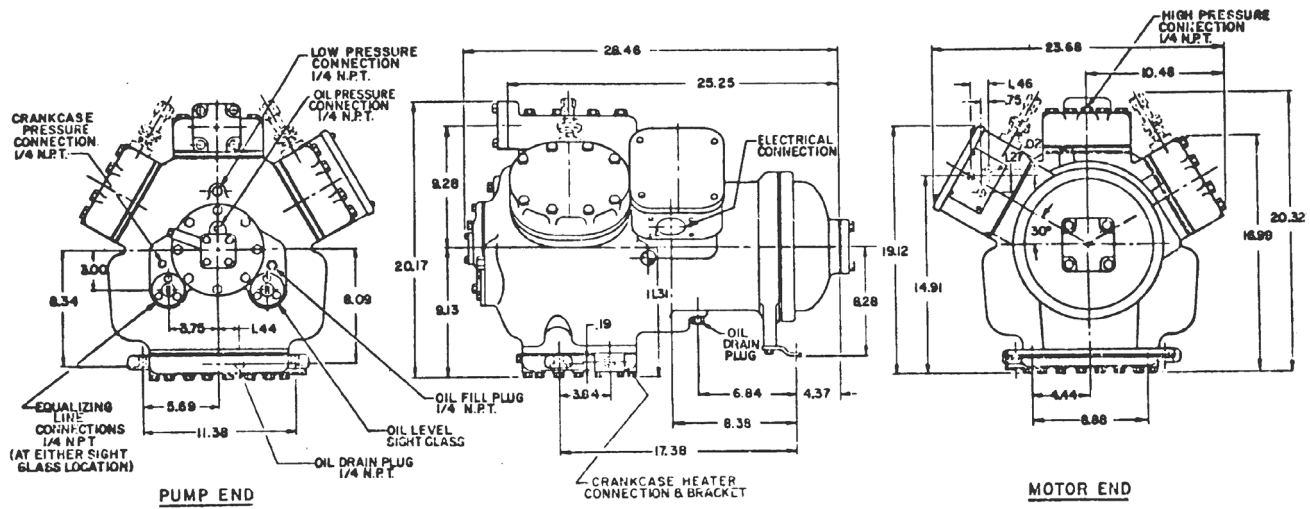 LOW PRESSURE
CONNECTION
1/4 N.P.T.
OIL PRESSURE
CONNECTION
1/4 N.P.T.
CRANKCASE
PRESSURE
CONNECTION
1/4 N.P.T.
3.00
8.34
8.09
3.75
1.44
5.69
11.38
EQUALIZING
LINE
CONNECTIONS
1/4 NPT
(AT EITHER SIGHT
GLASS LOCATION)
OIL FILL PLUG
1/4 N.P.T.
OIL LEVEL
SIGHT GLASS
OIL DRAIN PLUG
1/4 N.P.T.
PUMP END
28.46
25.25
ELECTRICAL
CONNECTION
9.28
20.17
9.13
11.31
.19
OIL
DRAIN
PLUG
8.28
3.04
6.84
4.37
8.38
17.38
CRANKCASE HEATER
CONNECTION & BRACKET
HIGH PRESSURE
CONNECTION
1/4 N.P.T.
23.68
10.48
1.46
.75
.02
1.27
30°
19.12
14.91
16.99
20.32
4.44
8.88
MOTOR END